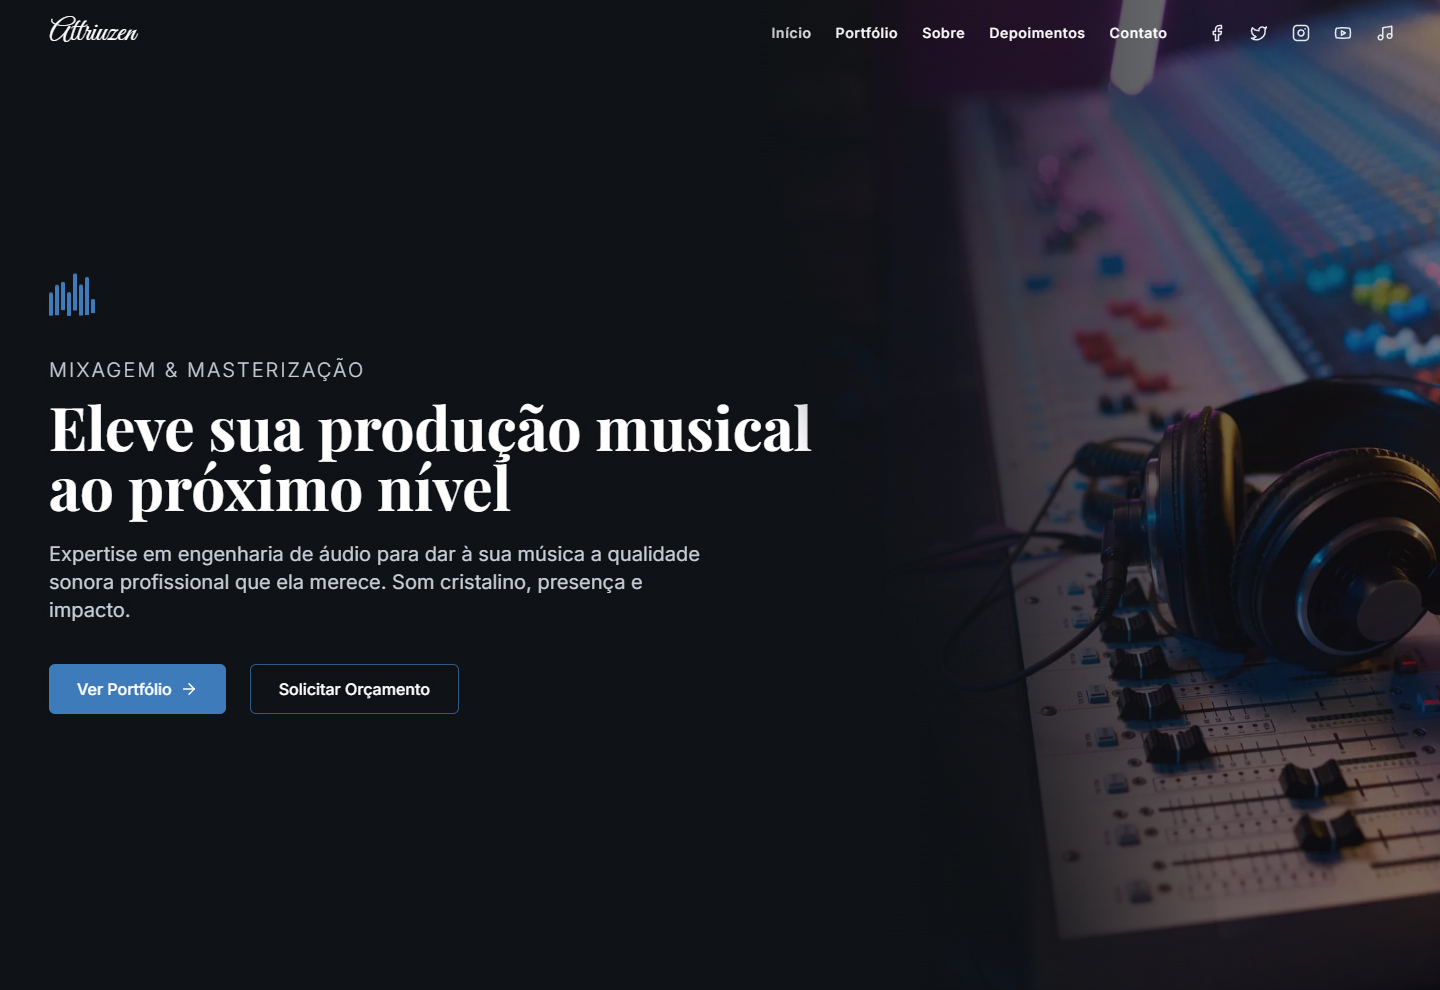 Attriuzen
Início Portfólio Sobre Depoimentos Contato
MIXAGEM & MASTERIZAÇÃO
Eleve sua produção musical
ao próximo nível
Expertise em engenharia de áudio para dar à sua música a qualidade
sonora profissional que ela merece. Som cristalino, presença e
impacto.
Ver Portfólio
Solicitar Orçamento